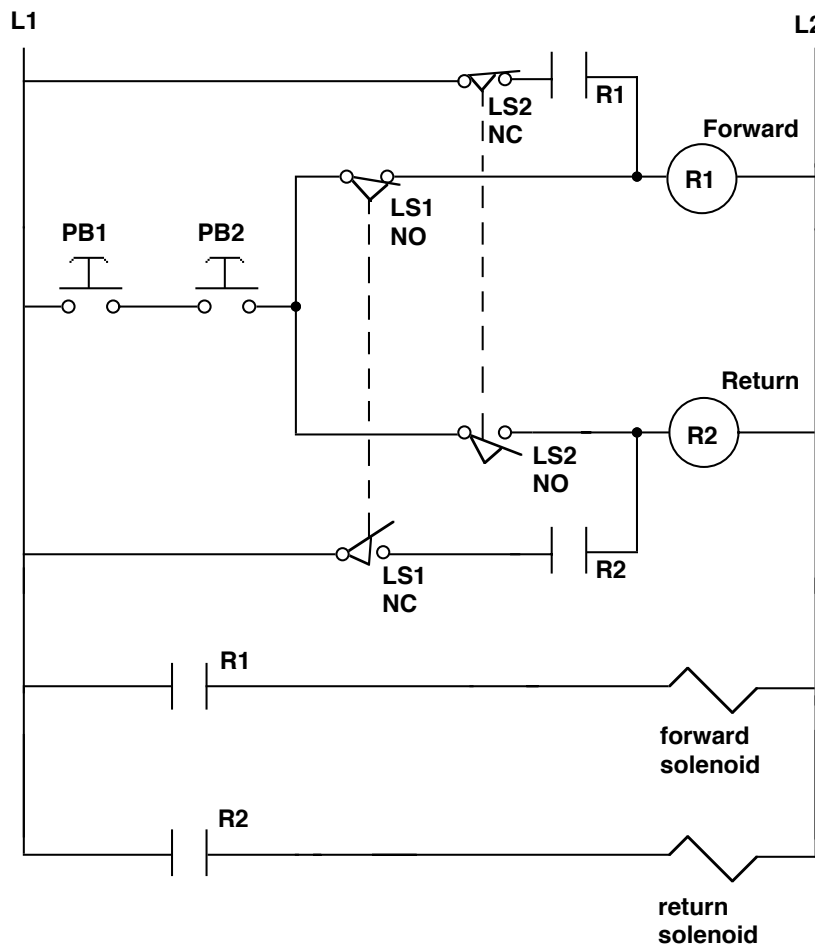 L1
L2
R1
LS2
NC
Forward
R1
LS1
NO
PB1
PB2
Return
R2
LS2
NO
R2
LS1
NC
R1
forward
solenoid
R2
return
solenoid